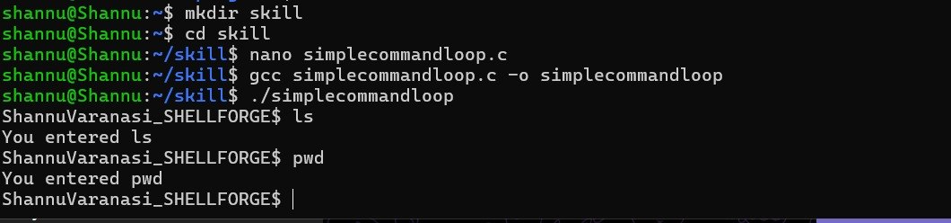 shannu@Shannu:~$ mkdir skill
shannu@Shannu:~$ cd skill
shannu@Shannu:~/skill$ nano simplecommandloop.c
shannu@Shannu:~/skill$ gcc simplecommandloop.c -o simplecommandloop
shannu@Shannu:~/skill$ ./simplecommandloop
ShannuVaranasi_SHELLFORGE$ ls
You entered ls
ShannuVaranasi_SHELLFORGE$ pwd
You entered pwd
ShannuVaranasi_SHELLFORGE$